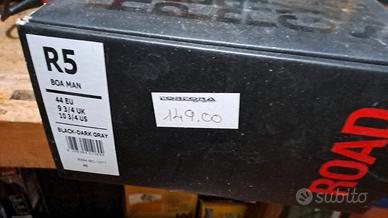 R5
BOA MAN
44 EU
9 3/4 UK
10 3/4 US
BLACK-DARK GRAY
149,00
ROAD
subito